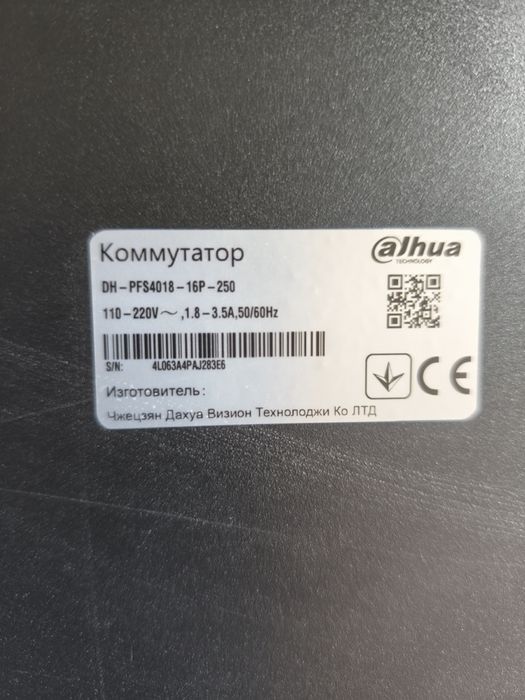 Коммутатор
alhua
TECHNOLOGY
DH-PFS4018-16P-250
110-220V～,1.8-3.5A,50/60Hz
S/N: 4L063A4PAJ283E6
Изготовитель:
Чжецзян Дахуа Визион Технолоджи Ко ЛТД
CE